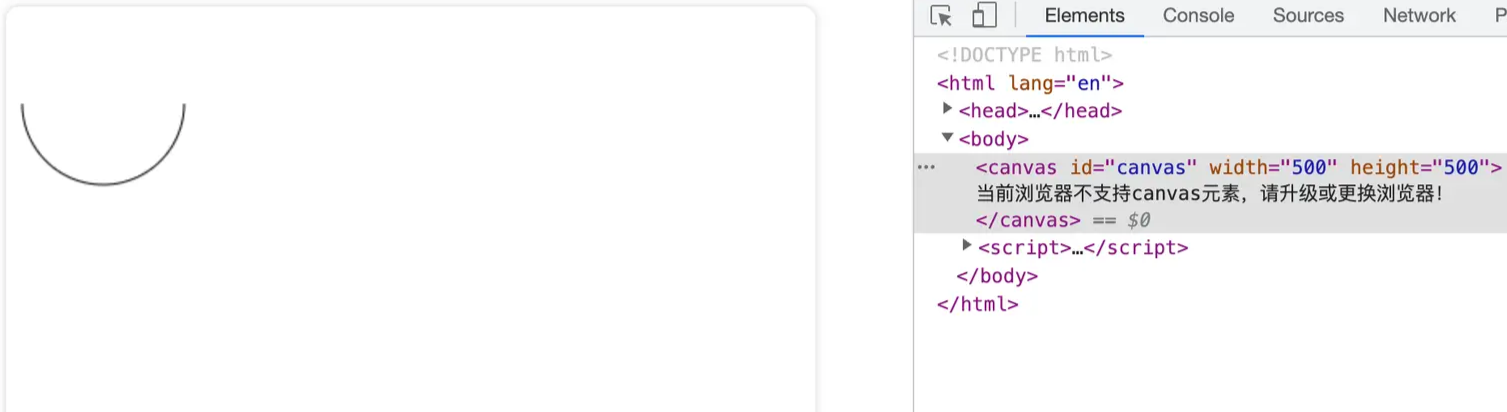 Elements Console Sources Network P
<!DOCTYPE html>
<html lang="en">
<head>…</head>
<body>
<canvas id="canvas" width="500" height="500">
当前浏览器不支持canvas元素，请升级或更换浏览器！
</canvas> == $0
<script>…</script>
</body>
</html>